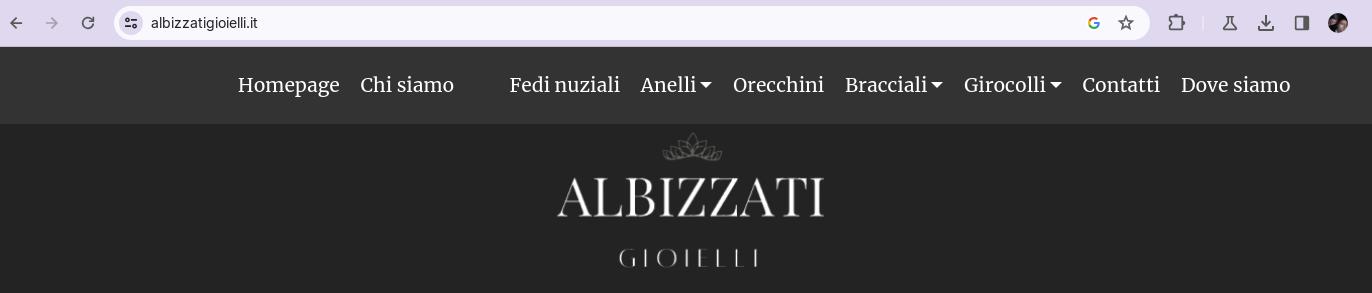 albizzatigioielli.it
Homepage Chi siamo Fedi nuziali Anelli Orecchini Bracciali Girocolli Contatti Dove siamo
ALBIZZATI
GIOIELLI